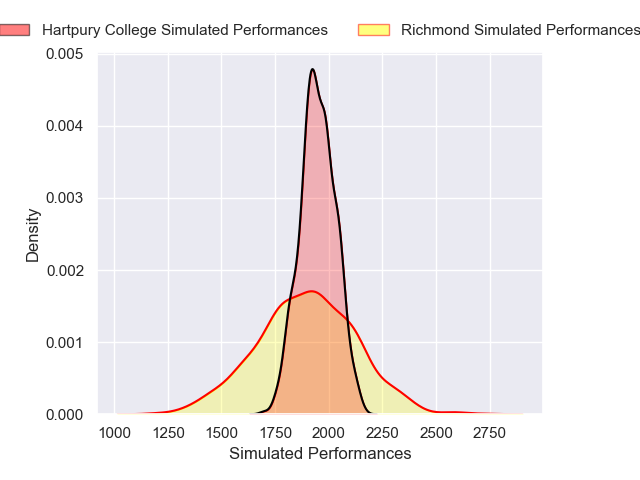 Hartpury College Simulated Performances Richmond Simulated Performances
0.005
0.004
0.003
0.002
0.001
0.000
Density
1000 1250 1500 1750 2000 2250 2500 2750
Simulated Performances